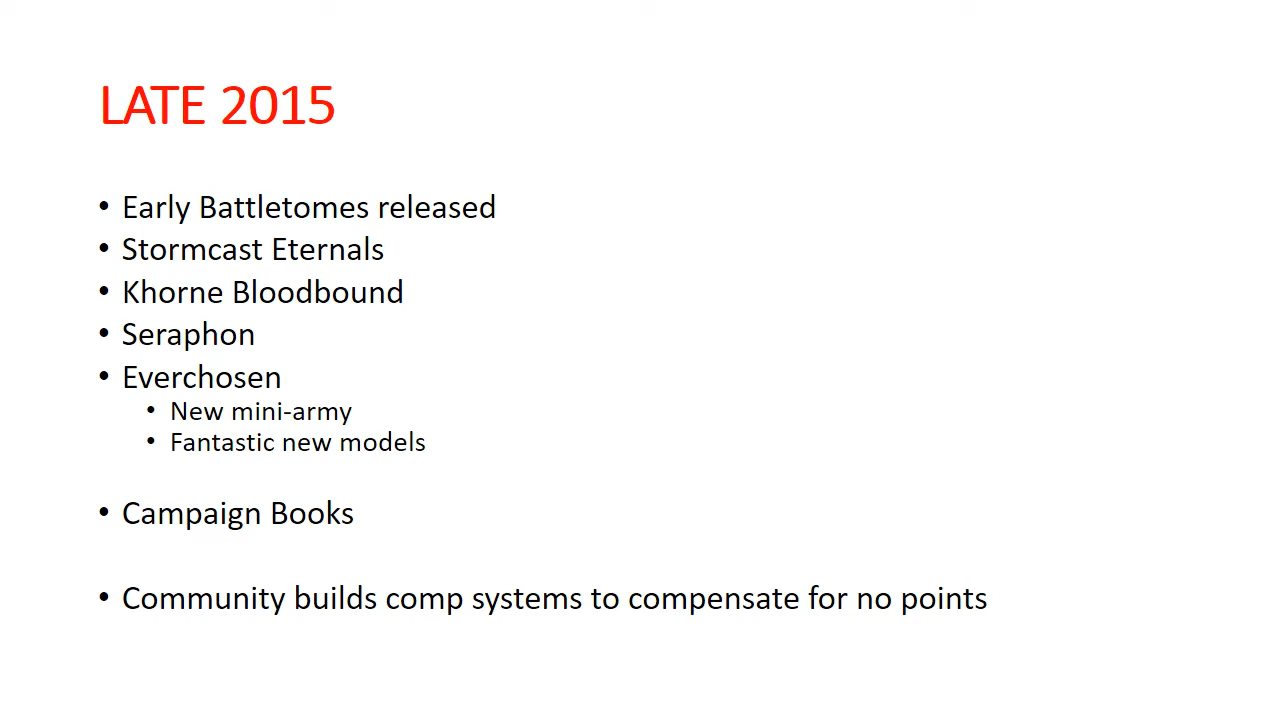 LATE 2015
• Early Battletomes released
• Stormcast Eternals
• Khorne Bloodbound
• Seraphon
• Everchosen
• New mini-army
• Fantastic new models
• Campaign Books
• Community builds comp systems to compensate for no points